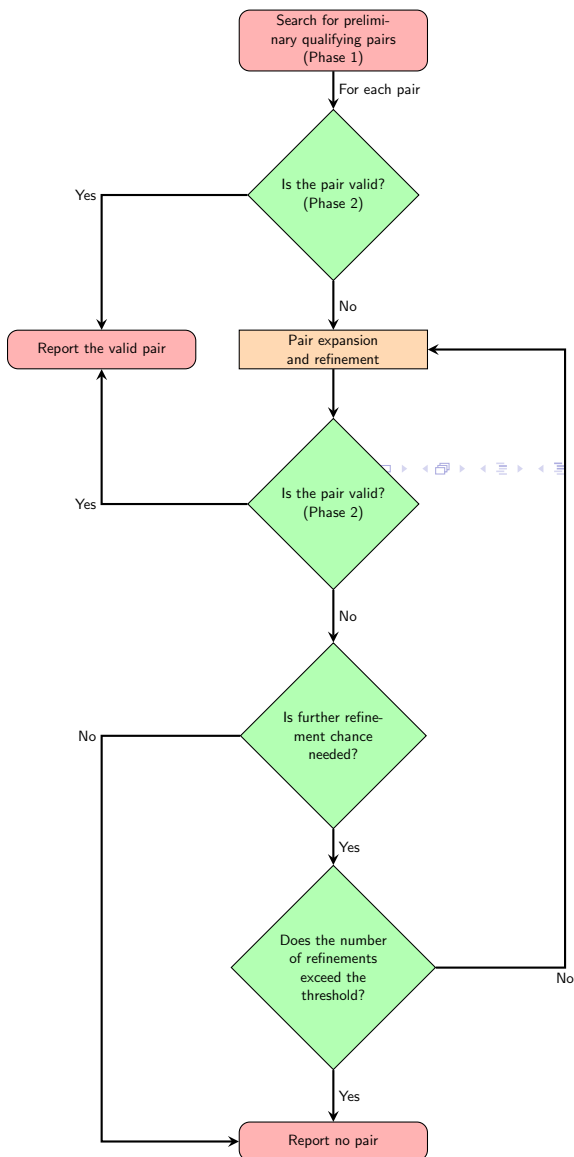 Search for prelimi-
nary qualifying pairs
(Phase 1)
For each pair
Is the pair valid?
(Phase 2)
Yes
No
Report the valid pair
Pair expansion
and refinement
Is the pair valid?
(Phase 2)
Yes
No
Is further refine-
ment chance
needed?
No
Yes
Does the number
of refinements
exceed the
threshold?
No
Yes
Report no pair